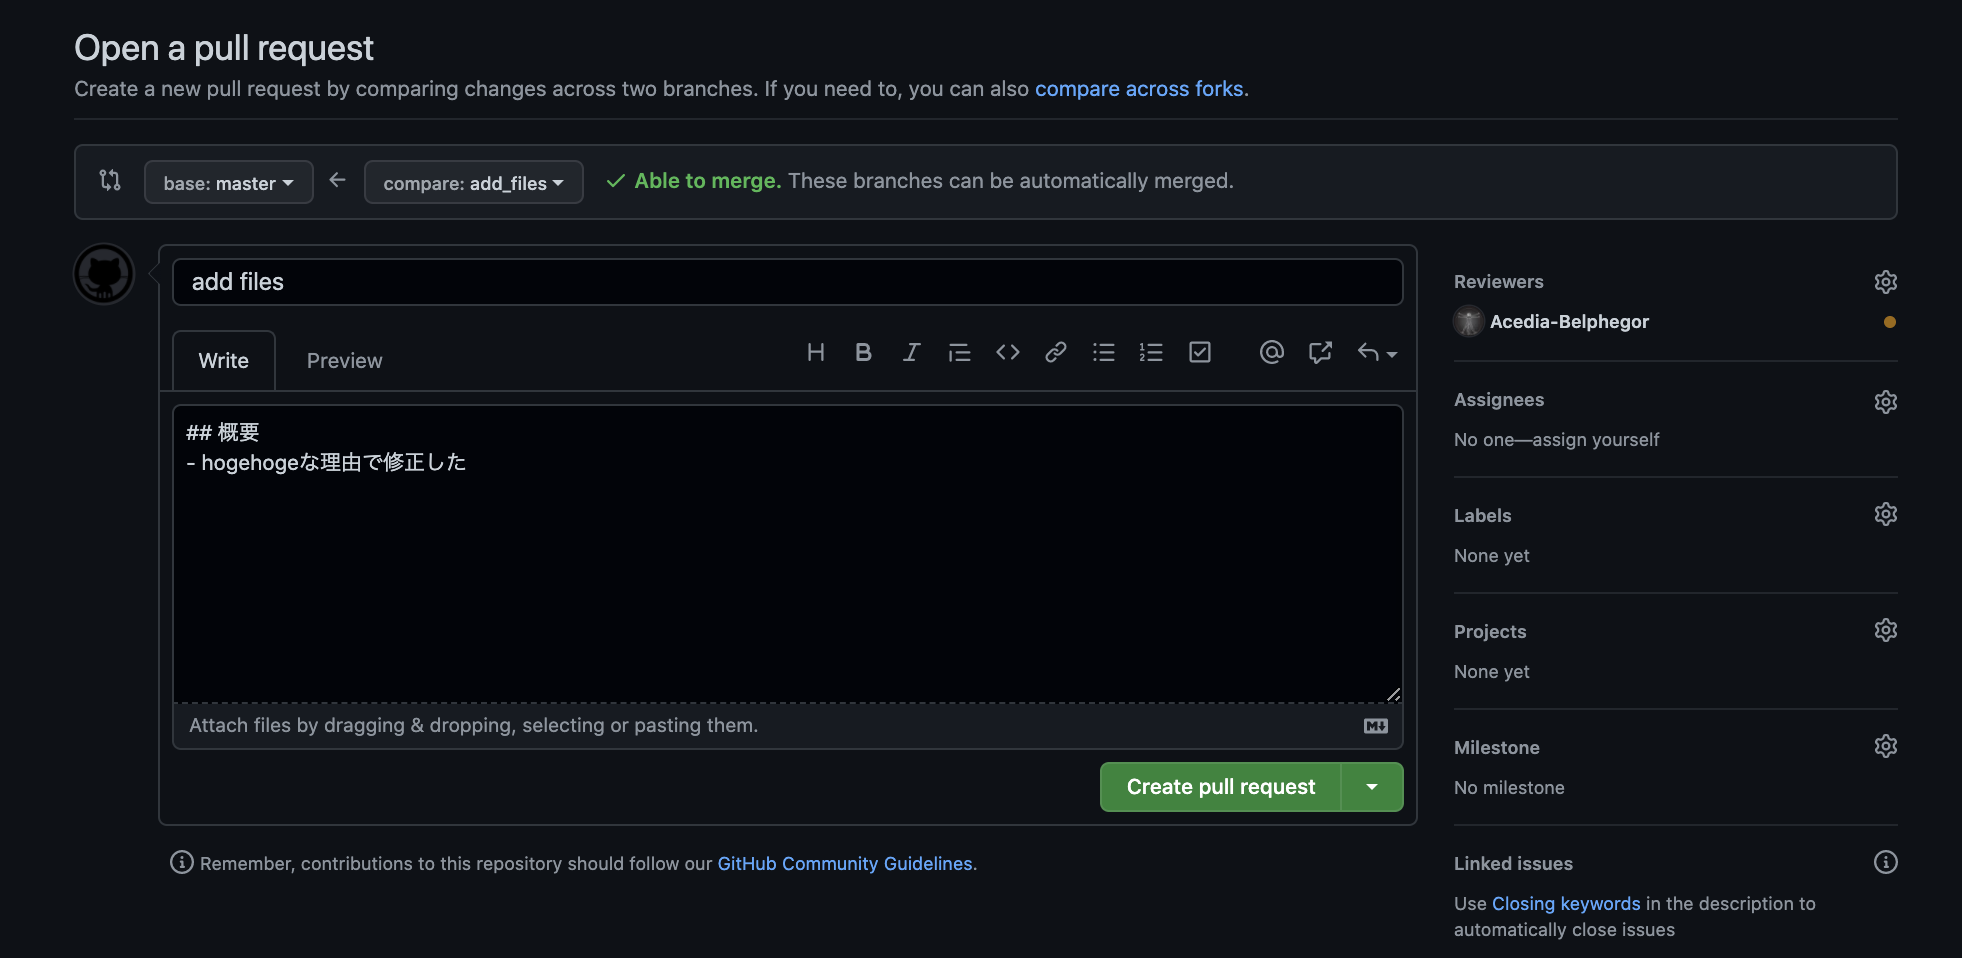 Open a pull request
Create a new pull request by comparing changes across two branches. If you need to, you can also compare across forks.
base: master
compare: add_files
Able to merge. These branches can be automatically merged.
add files
Write
Preview
## 概要
- hogehogeな理由で修正した
Attach files by dragging & dropping, selecting or pasting them.
Create pull request
Remember, contributions to this repository should follow our GitHub Community Guidelines.
Reviewers
Acedia-Belphegor
Assignees
No one—assign yourself
Labels
None yet
Projects
None yet
Milestone
No milestone
Linked issues
Use Closing keywords in the description to
automatically close issues